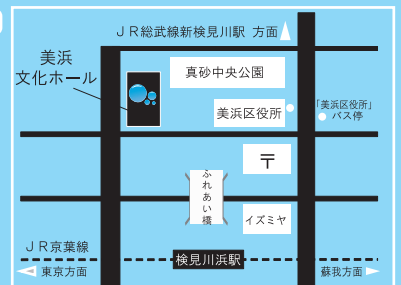 JR総武線新検見川駅 方面
美浜
文化ホール
真砂中央公園
美浜区役所
「美浜区役所」
バス停
〒
ふれあい橋
イズミヤ
JR京葉線
検見川浜駅
東京方面
蘇我方面